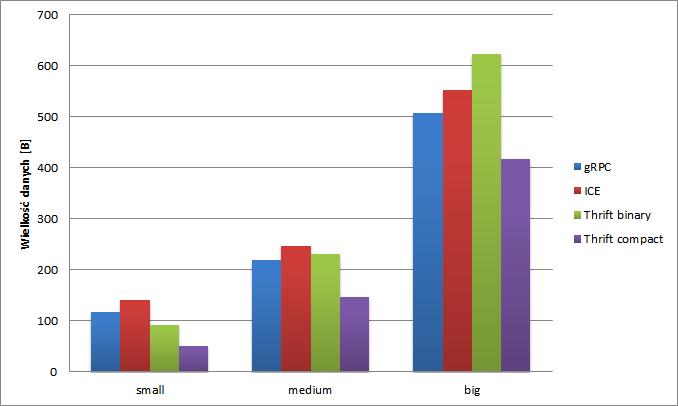 700
600
500
400
300
200
100
0
Wielkość danych [B]
small
medium
big
gRPC
ICE
Thrift binary
Thrift compact